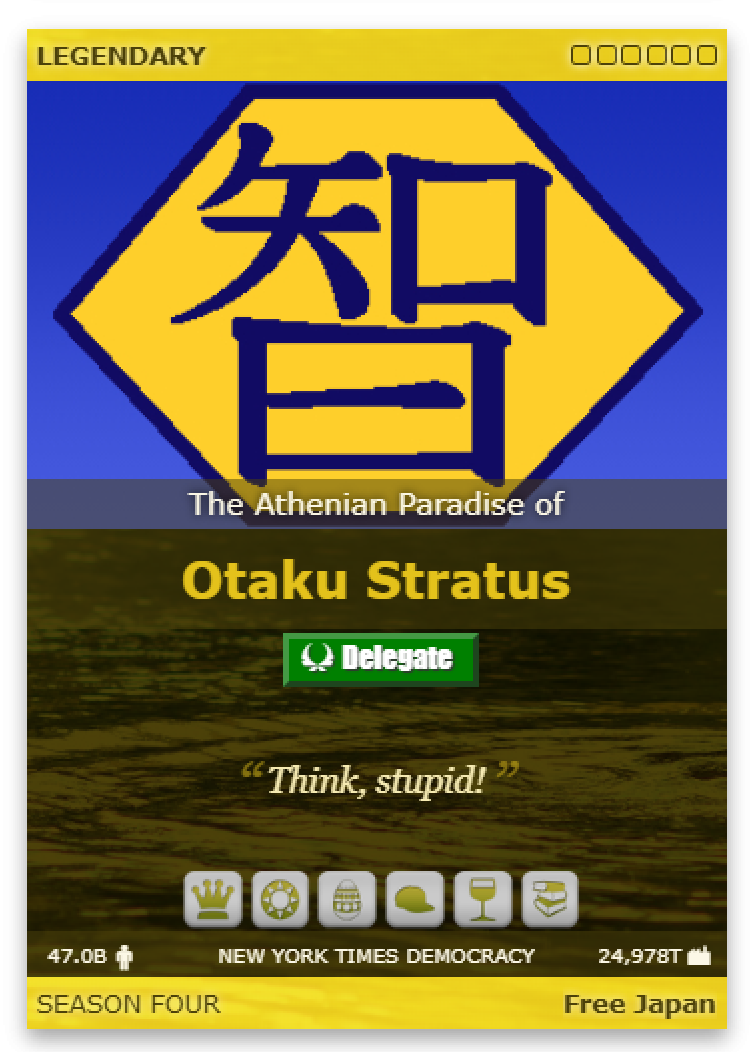 LEGENDARY
智
The Athenian Paradise of
Otaku Stratus
Delegate
“Think, stupid!”
47.0B NEW YORK TIMES DEMOCRACY 24,978T
SEASON FOUR Free Japan